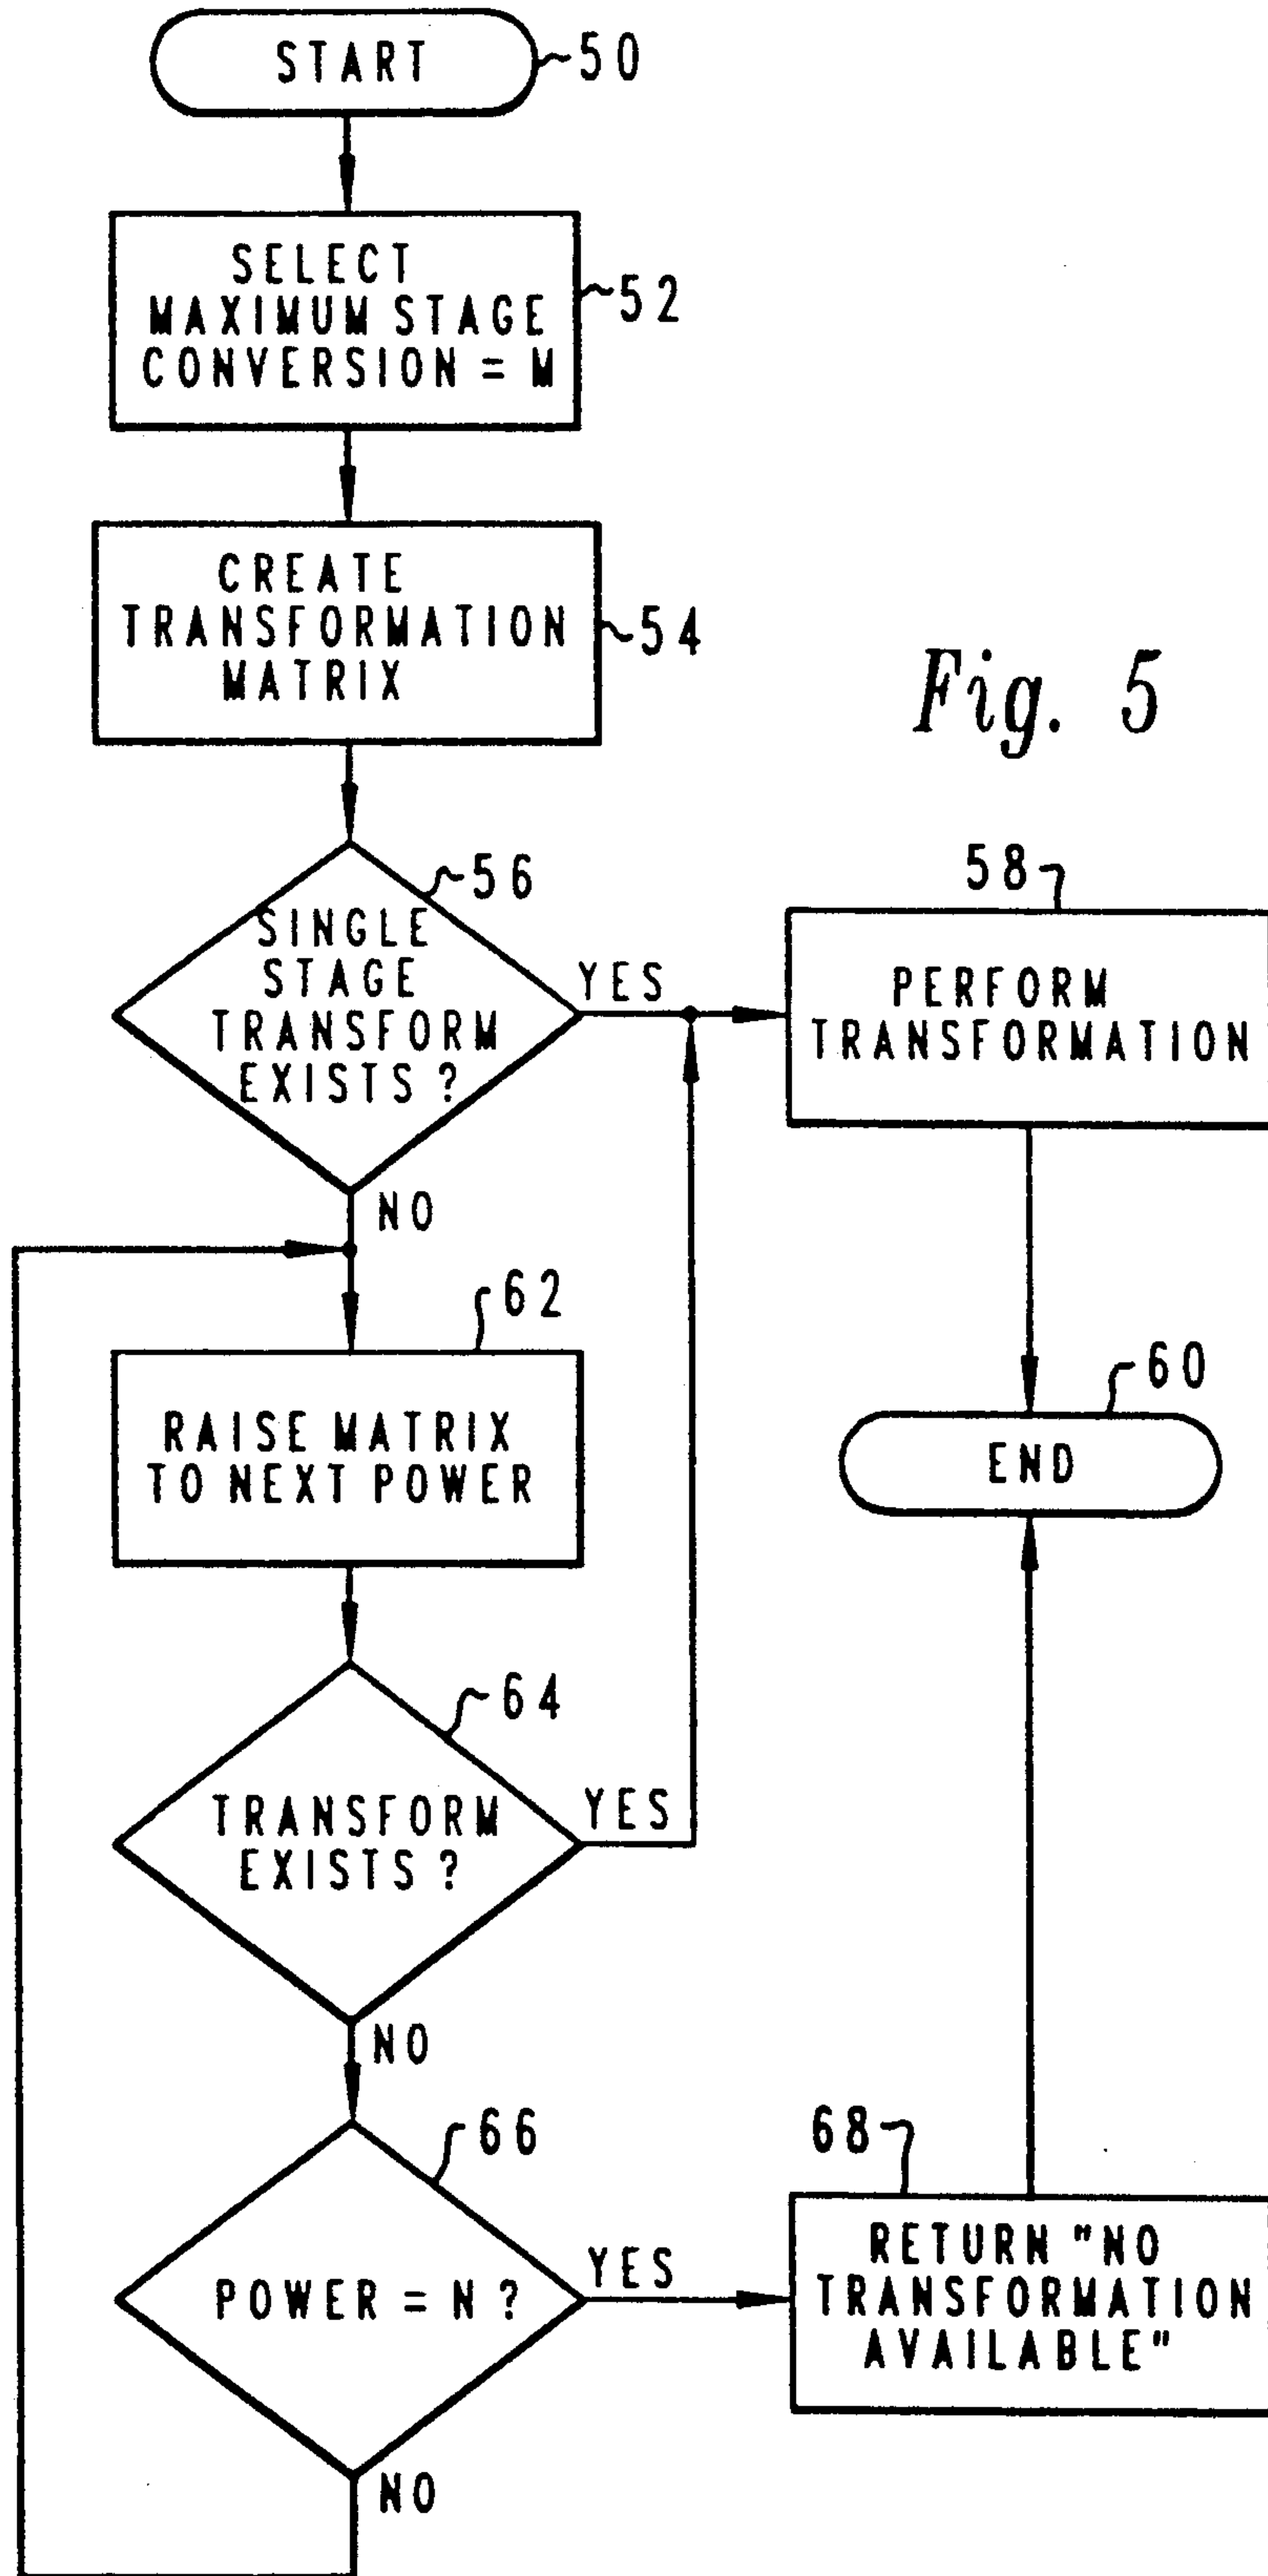 START
50
SELECT
MAXIMUM STAGE
CONVERSION = M
52
CREATE
TRANSFORMATION
MATRIX
54
Fig. 5
56
SINGLE
STAGE
TRANSFORM
EXISTS ?
YES
58
PERFORM
TRANSFORMATION
NO
62
RAISE MATRIX
TO NEXT POWER
60
END
64
TRANSFORM
EXISTS ?
YES
NO
66
POWER = N ?
YES
68
RETURN "NO
TRANSFORMATION
AVAILABLE"
NO